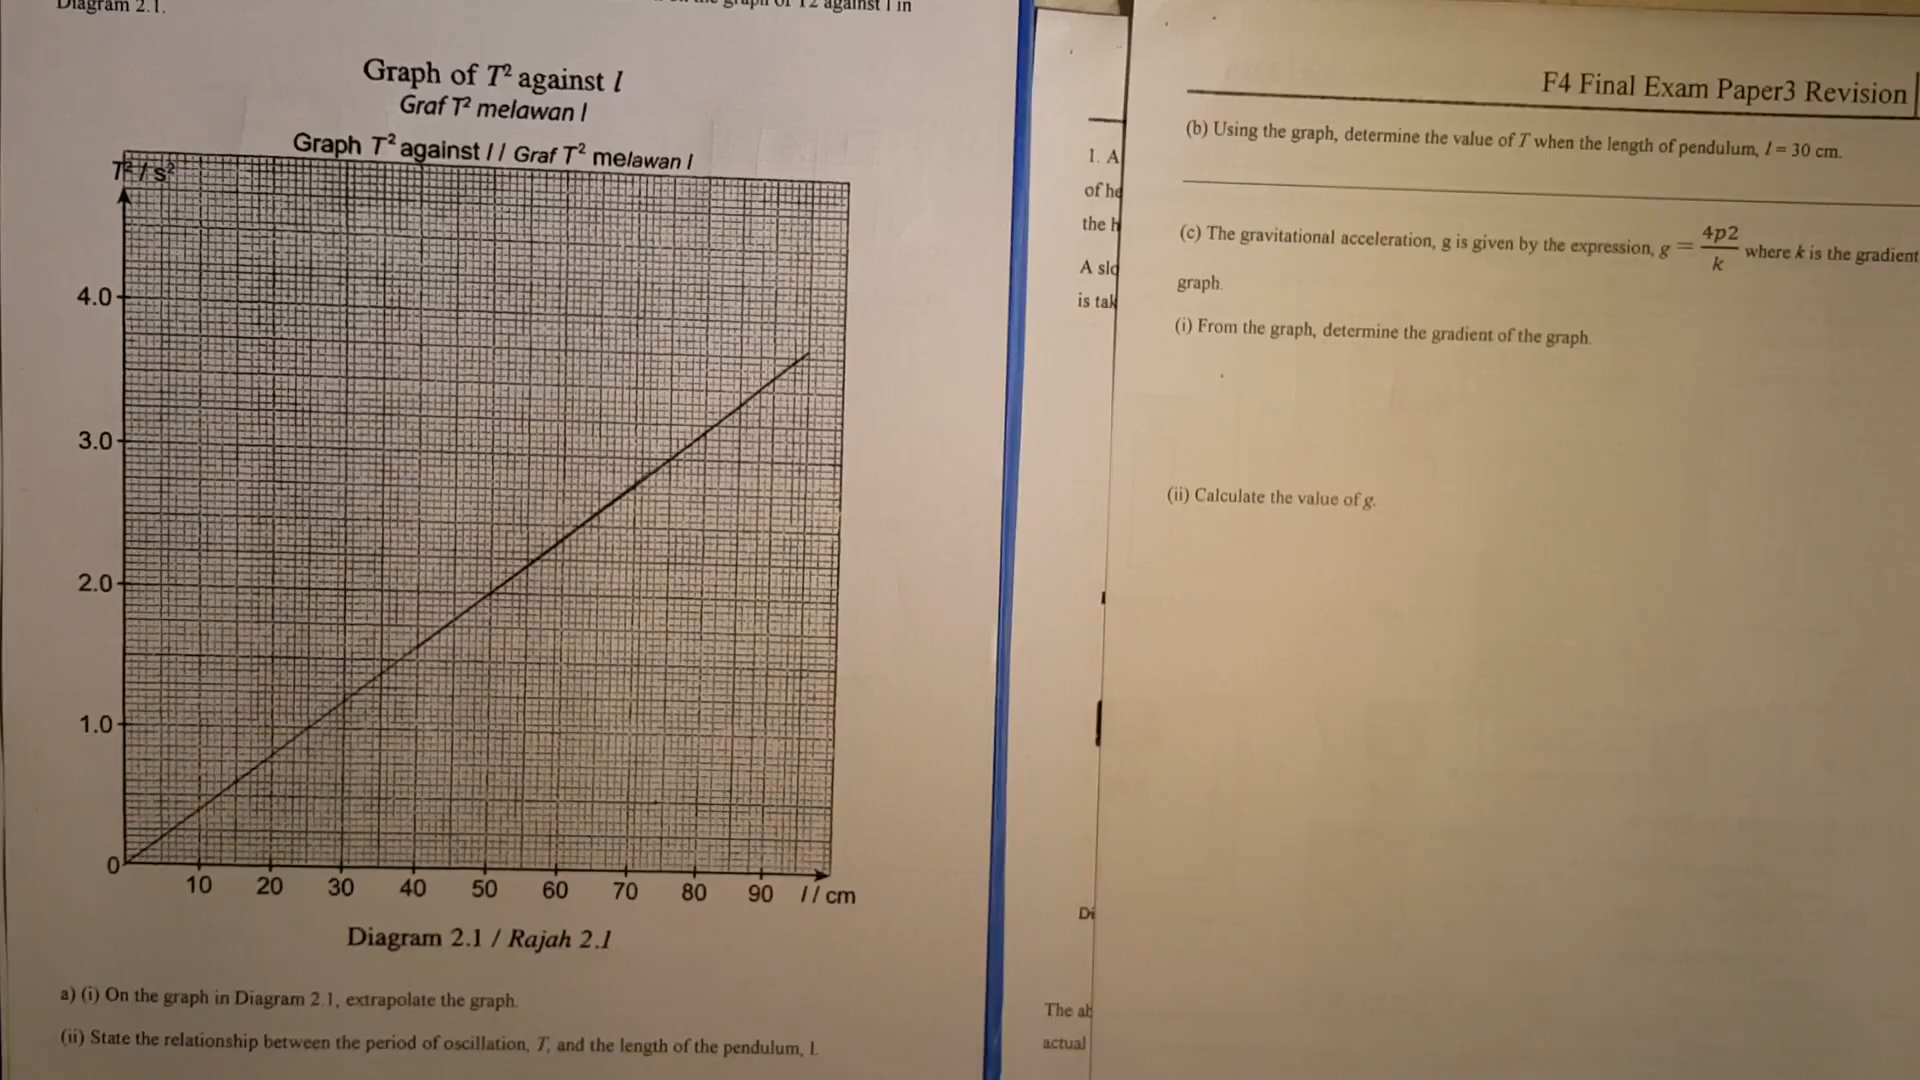 Diagram 2.1.
graph of T2 against l in
Graph of T² against l
Graf T² melawan l
Graph T² against l // Graf T² melawan l
T² / s²
4.0
3.0
2.0
1.0
0
10 20 30 40 50 60 70 80 90 l / cm
Diagram 2.1 / Rajah 2.1
a) (i) On the graph in Diagram 2.1, extrapolate the graph.
(ii) State the relationship between the period of oscillation, T, and the length of the pendulum, l.
1. A
of he
the h
A slo
is tak
Di
The ab
actual
F4 Final Exam Paper3 Revision
(b) Using the graph, determine the value of T when the length of pendulum, l = 30 cm.
(c) The gravitational acceleration, g is given by the expression, g = 4p2/k where k is the gradient
graph.
(i) From the graph, determine the gradient of the graph.
(ii) Calculate the value of g.